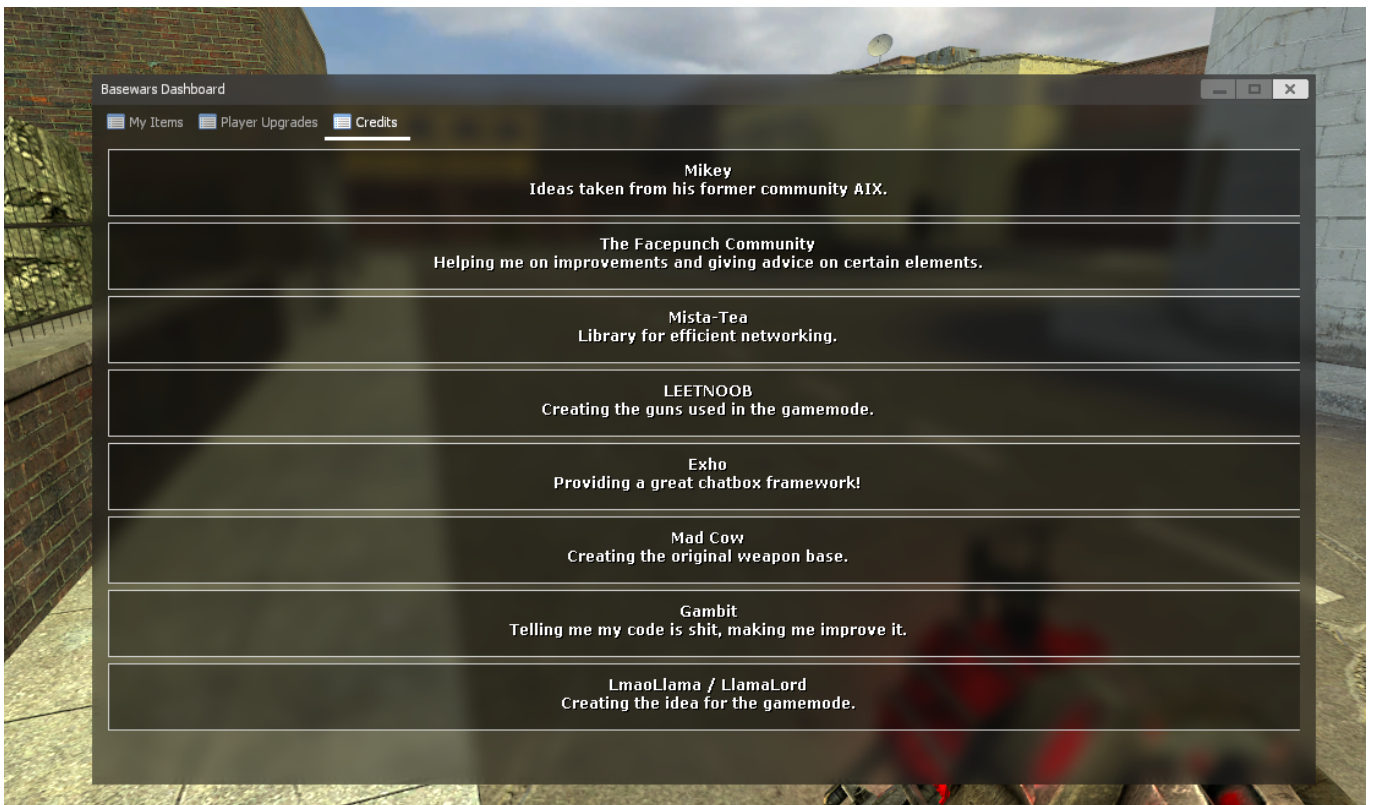 Basewars Dashboard
My Items Player Upgrades Credits
Mikey
Ideas taken from his former community AIX.
The Facepunch Community
Helping me on improvements and giving advice on certain elements.
Mista-Tea
Library for efficient networking.
LEETNOOB
Creating the guns used in the gamemode.
Exho
Providing a great chatbox framework!
Mad Cow
Creating the original weapon base.
Gambit
Telling me my code is shit, making me improve it.
LmaoLlama / LlamaLord
Creating the idea for the gamemode.